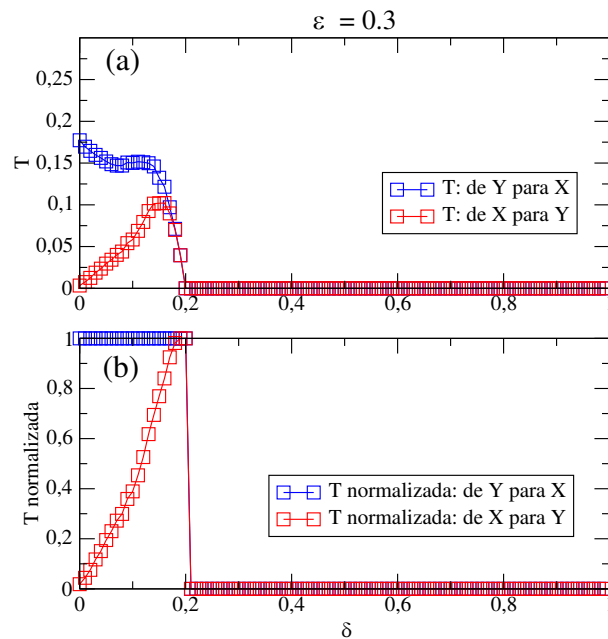 ε = 0.3
(a)
0,25
0,2
0,15
0,1
0,05
0
T
T: de Y para X
T: de X para Y
0 0,2 0,4 0,6 0,8
(b)
1
0,8
0,6
0,4
0,2
0
T normalizada
T normalizada: de Y para X
T normalizada: de X para Y
0 0,2 0,4 0,6 0,8
δ